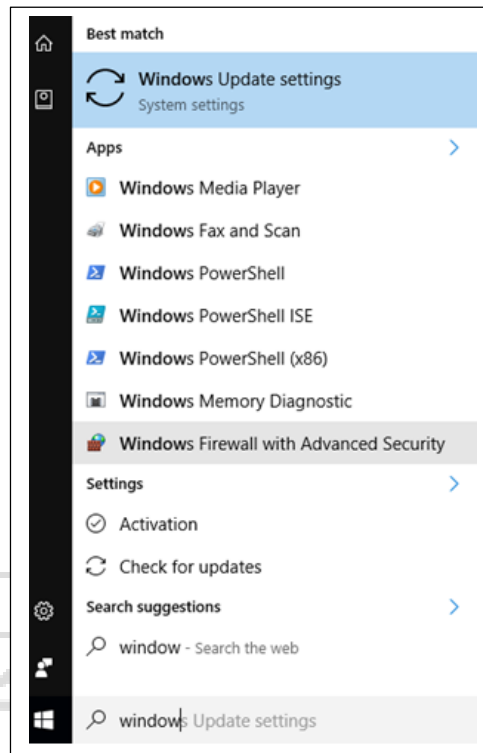 Best match
Windows Update settings
System settings
Apps
Windows Media Player
Windows Fax and Scan
Windows PowerShell
Windows PowerShell ISE
Windows PowerShell (x86)
Windows Memory Diagnostic
Windows Firewall with Advanced Security
Settings
Activation
Check for updates
Search suggestions
window - Search the web
windows Update settings